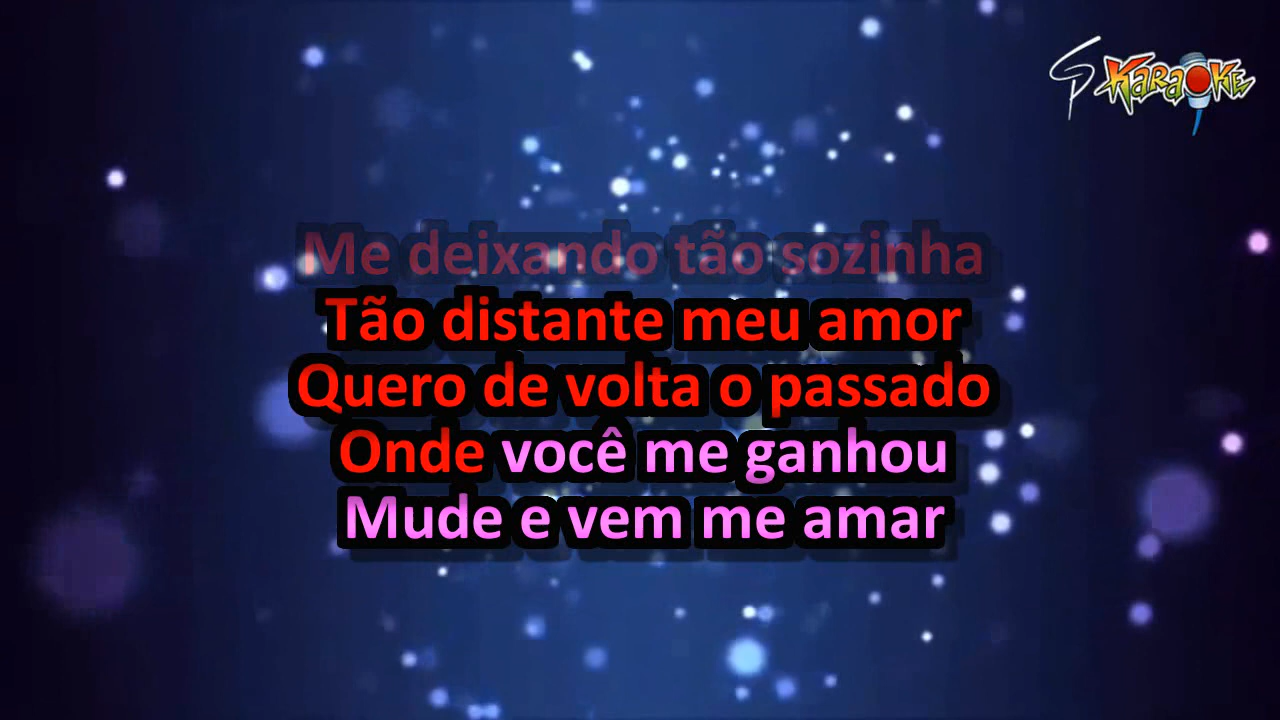 KaraOKe
Me deixando tão sozinha
Tão distante meu amor
Quero de volta o passado
Onde você me ganhou
Mude e vem me amar